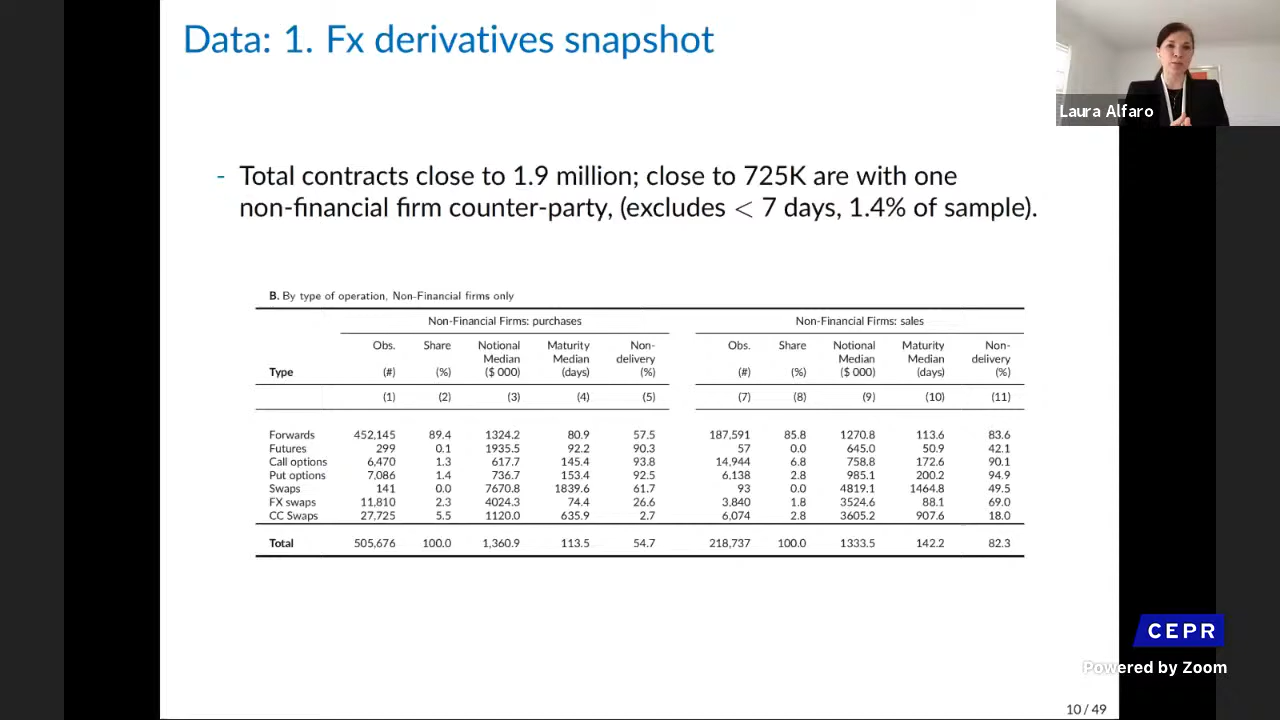 Data: 1. Fx derivatives snapshot
Laura Alfaro
- Total contracts close to 1.9 million; close to 725K are with one
non-financial firm counter-party, (excludes < 7 days, 1.4% of sample).
B. By type of operation, Non-Financial firms only
Non-Financial Firms: purchases Non-Financial Firms: sales
Obs. Share Notional Maturity Non- Obs. Share Notional Maturity Non-
Median Median delivery Median Median delivery
Type (#) (%) ($ 000) (days) (%) (#) (%) ($ 000) (days) (%)
(1) (2) (3) (4) (5) (7) (8) (9) (10) (11)
Forwards 452,145 89.4 1324.2 80.9 57.5 187,591 85.8 1270.8 113.6 83.6
Futures 299 0.1 1935.5 92.2 90.3 57 0.0 645.0 50.9 42.1
Call options 6,470 1.3 617.7 145.4 93.8 14,944 6.8 758.8 172.6 90.1
Put options 7,086 1.4 736.7 153.4 92.5 6,138 2.8 985.1 200.2 94.9
Swaps 141 0.0 7670.8 1839.6 61.7 93 0.0 4819.1 1464.8 49.5
FX swaps 11,810 2.3 4024.3 74.4 26.6 3,840 1.8 3524.6 88.1 69.0
CC Swaps 27,725 5.5 1120.0 635.9 2.7 6,074 2.8 3605.2 907.6 18.0
Total 505,676 100.0 1,360.9 113.5 54.7 218,737 100.0 1333.5 142.2 82.3
CEPR
Powered by Zoom
10 / 49